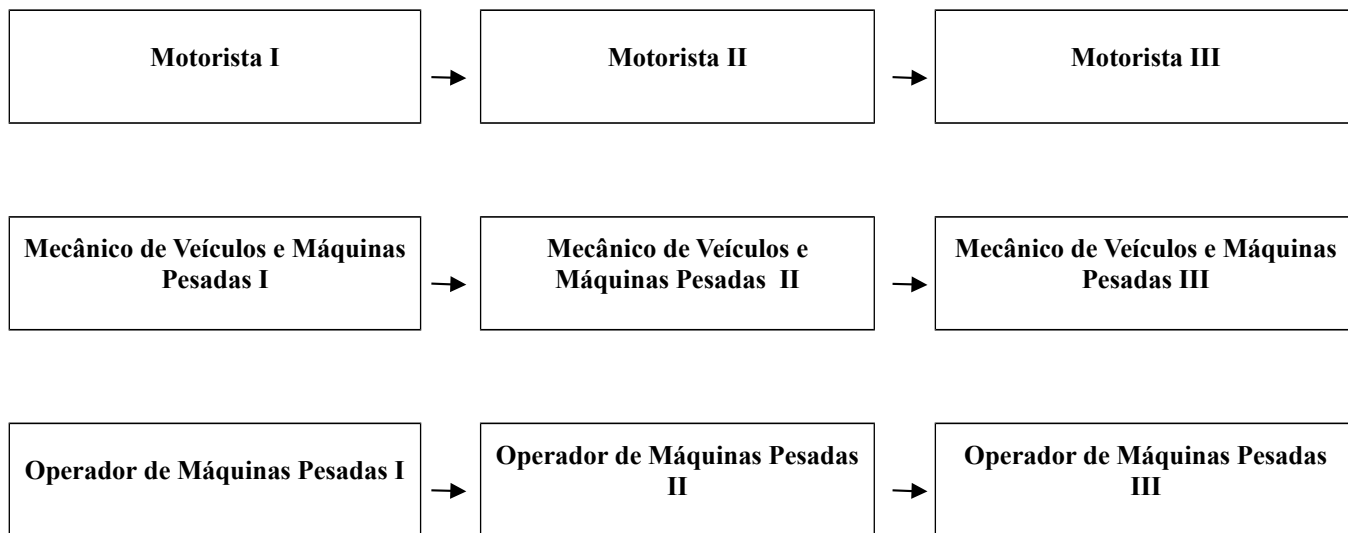 Motorista I
Motorista II
Motorista III
Mecânico de Veículos e Máquinas
Pesadas I
Mecânico de Veículos e
Máquinas Pesadas  II
Mecânico de Veículos e Máquinas
Pesadas III
Operador de Máquinas Pesadas I
Operador de Máquinas Pesadas
II
Operador de Máquinas Pesadas
III